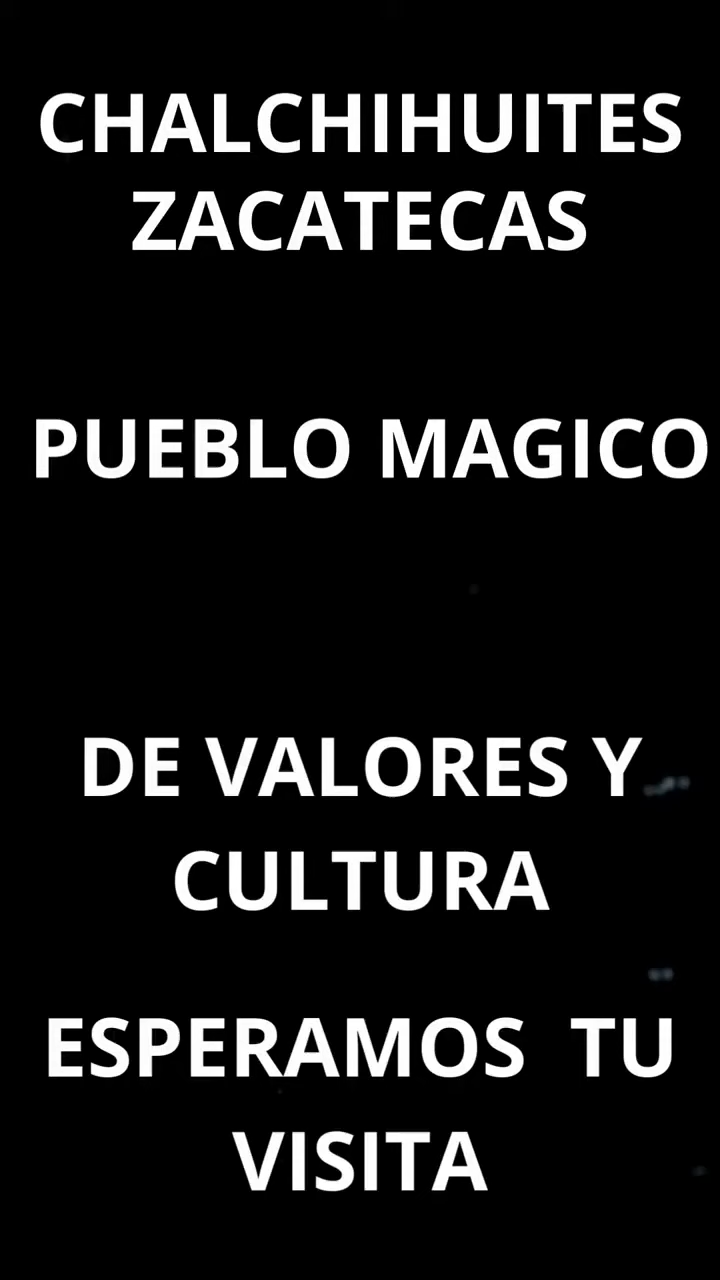 CHALCHIHUITES
ZACATECAS
PUEBLO MAGICO
DE VALORES Y
CULTURA
ESPERAMOS TU
VISITA